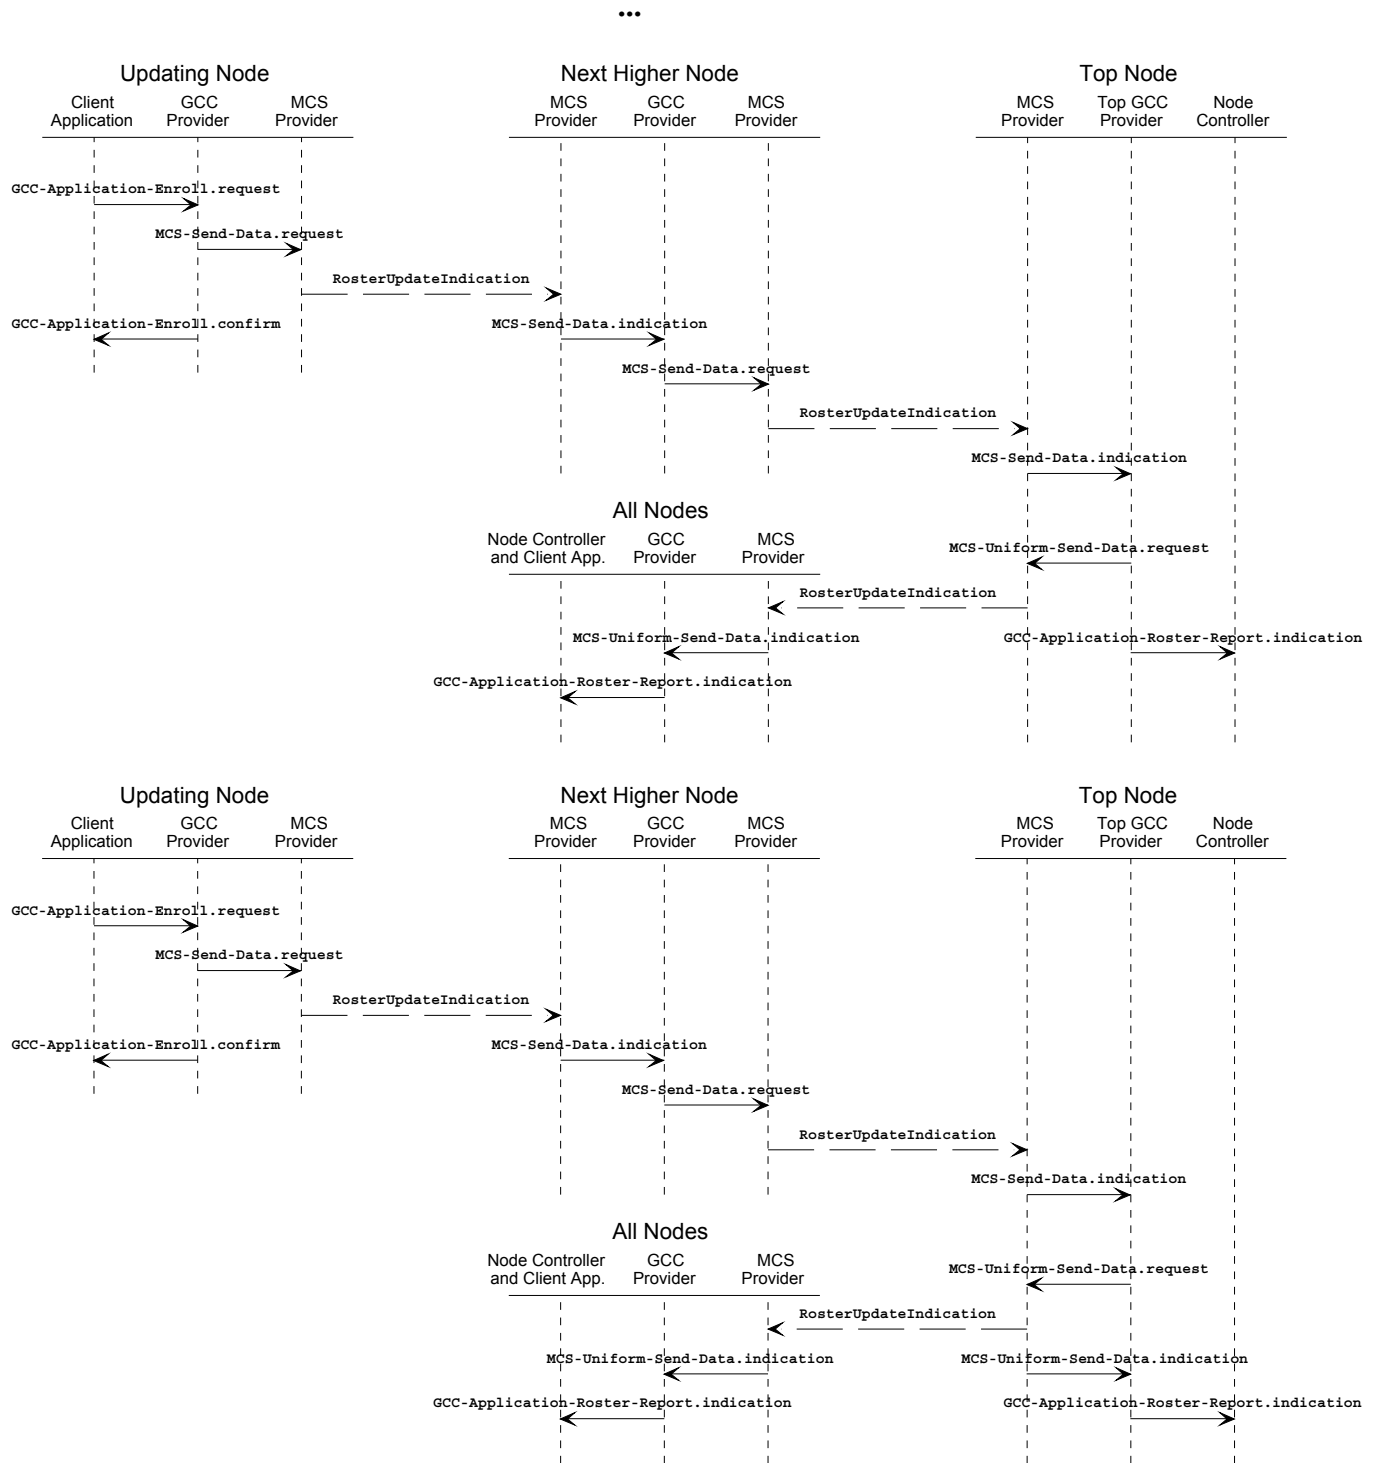 ...
Updating Node Next Higher Node Top Node
Client GCC MCS MCS GCC MCS MCS Top GCC Node
Application Provider Provider Provider Provider Provider Provider Provider Controller
GCC-Application-Enroll.request
MCS-Send-Data.request
RosterUpdateIndication
GCC-Application-Enroll.confirm MCS-Send-Data.indication
MCS-Send-Data.request
RosterUpdateIndication
MCS-Send-Data.indication
All Nodes
Node Controller GCC MCS
and Client App. Provider Provider
MCS-Uniform-Send-Data.request
RosterUpdateIndication
MCS-Uniform-Send-Data.indication GCC-Application-Roster-Report.indication
GCC-Application-Roster-Report.indication
Updating Node Next Higher Node Top Node
Client GCC MCS MCS GCC MCS MCS Top GCC Node
Application Provider Provider Provider Provider Provider Provider Provider Controller
GCC-Application-Enroll.request
MCS-Send-Data.request
RosterUpdateIndication
GCC-Application-Enroll.confirm MCS-Send-Data.indication
MCS-Send-Data.request
RosterUpdateIndication
MCS-Send-Data.indication
All Nodes
Node Controller GCC MCS
and Client App. Provider Provider
MCS-Uniform-Send-Data.request
RosterUpdateIndication
MCS-Uniform-Send-Data.indication MCS-Uniform-Send-Data.indication
GCC-Application-Roster-Report.indication GCC-Application-Roster-Report.indication